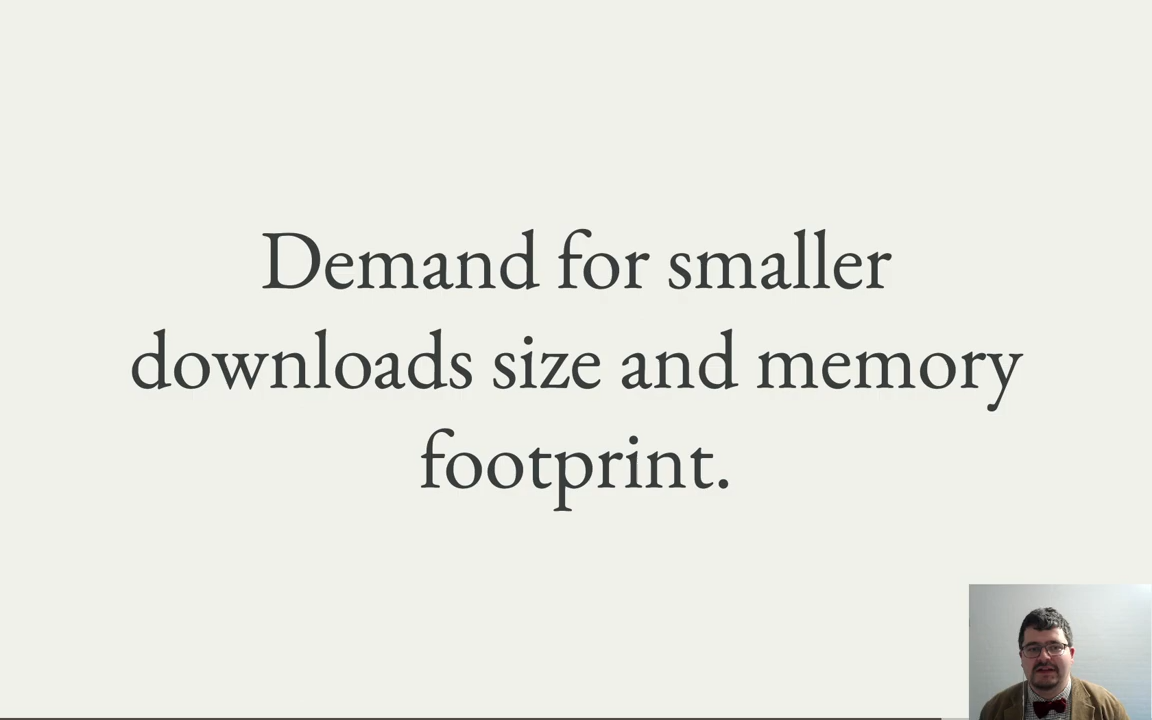 Demand for smaller
downloads size and memory
footprint.